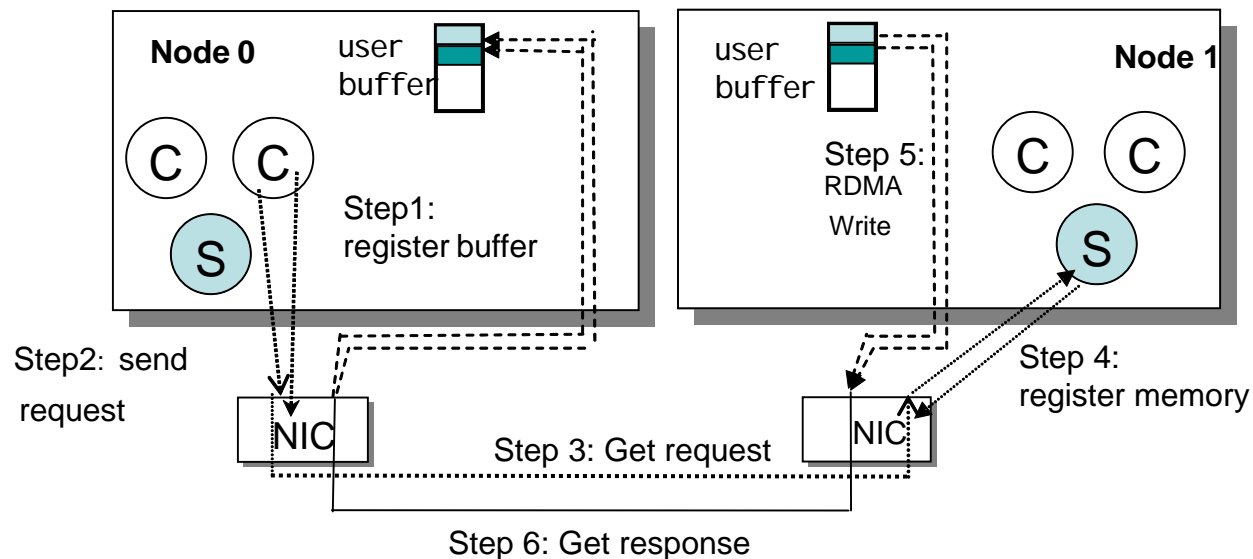 Node 0
user
buffer
C
C
S
Step1:
register buffer
user
buffer
Node 1
Step 5:
RDMA
Write
C
C
S
Step2: send
request
Step 4:
register memory
NIC
NIC
Step 3: Get request
Step 6: Get response